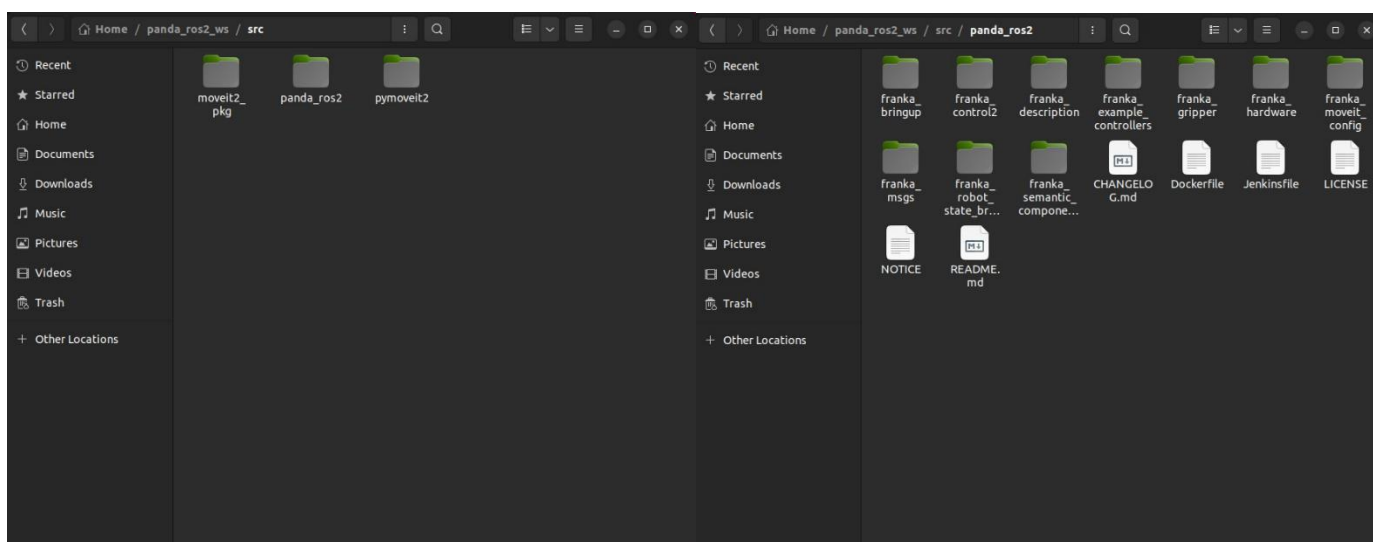 Home / panda_ros2_ws / src
Recent
Starred
Home
Documents
Downloads
Music
Pictures
Videos
Trash
+ Other Locations
moveit2_
pkg
panda_ros2
pymoveit2
Home / panda_ros2_ws / src / panda_ros2
Recent
Starred
Home
Documents
Downloads
Music
Pictures
Videos
Trash
+ Other Locations
franka_
bringup
franka_
control2
franka_
description
franka_
example_
controllers
franka_
gripper
franka_
hardware
franka_
moveit_
config
franka_
msgs
franka_
robot_
state_br...
franka_
semantic_
compone...
CHANGELO
G.md
Dockerfile
Jenkinsfile
LICENSE
NOTICE
README.
md